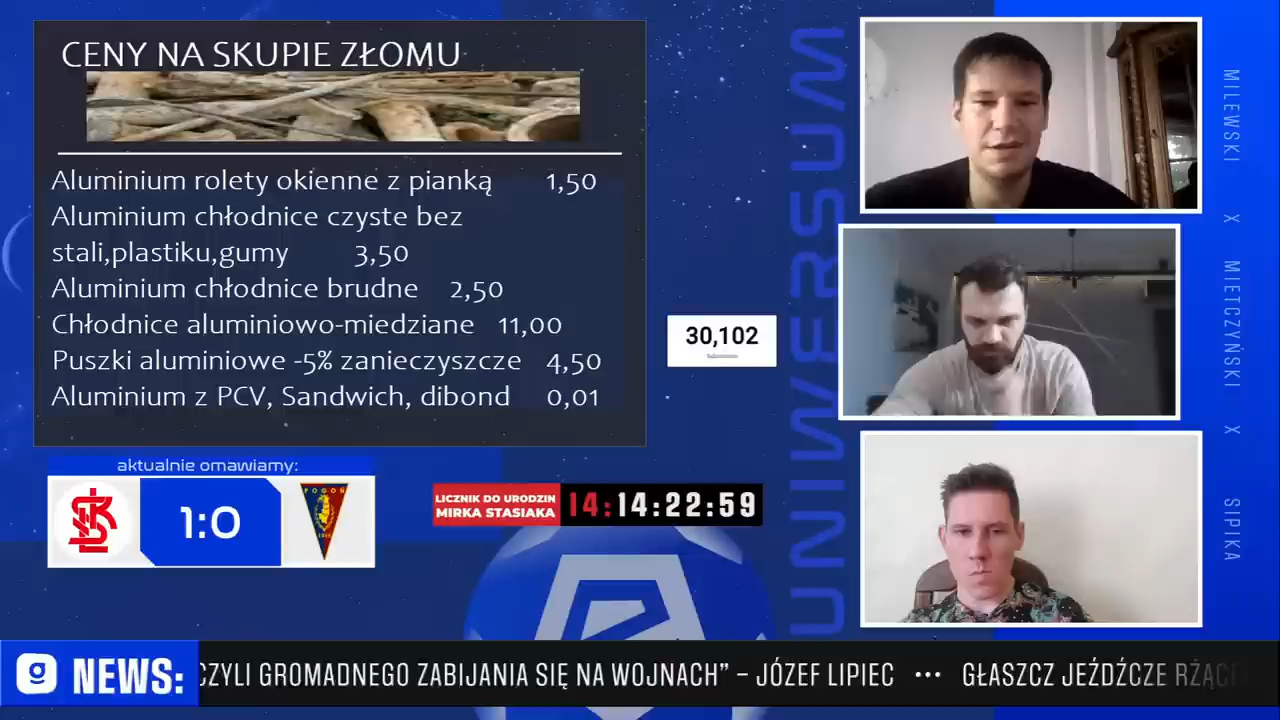 CENY NA SKUPIE ZŁOMU
Aluminium rolety okienne z pianką 1,50
Aluminium chłodnice czyste bez
stali,plastiku,gumy 3,50
Aluminium chłodnice brudne 2,50
Chłodnice aluminiowo-miedziane 11,00
Puszki aluminiowe -5% zanieczyszcze 4,50
Aluminium z PCV, Sandwich, dibond 0,01
aktualnie omawiamy:
1:0
POGOŃ
30,102
LICZNIK DO URODZIN
MIRKA STASIAKA
14:14:22:59
UNIWERSUM
MILEWSKI X MIETCZYŃSKI X SIPIKA
g NEWS:
CZYLI GROMADNEGO ZABIJANIA SIĘ NA WOJNACH” – JÓZEF LIPIEC ••• GŁASZCZ JEŹDŹCZE RŻĄC